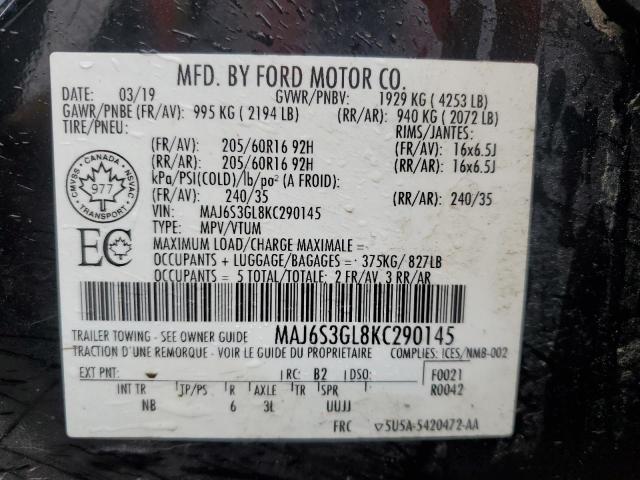 MFD. BY FORD MOTOR CO.
DATE: 03/19 GVWR/PNBV: 1929 KG ( 4253 LB)
GAWR/PNBE (FR/AV): 995 KG ( 2194 LB) (RR/AR): 940 KG ( 2072 LB)
TIRE/PNEU: RIMS/JANTES:
(FR/AV): 205/60R16 92H (FR/AV): 16x6.5J
(RR/AR): 205/60R16 92H (RR/AR): 16x6.5J
kPa/PSI(COLD)/lb/po² (A FROID):
(FR/AV): 240/35 (RR/AR): 240/35
VIN: MAJ6S3GL8KC290145
TYPE: MPV/VTUM
MAXIMUM LOAD/CHARGE MAXIMALE =
OCCUPANTS + LUGGAGE/BAGAGES = 375KG/ 827LB
OCCUPANTS = 5 TOTAL/TOTALE: 2 FR/AV, 3 RR/AR
CMVSS CANADA NSVAC
977
TRANSPORT
EC
TRAILER TOWING - SEE OWNER GUIDE MAJ6S3GL8KC290145
TRACTION D'UNE REMORQUE - VOIR LE GUIDE DU PROPRIETAIRE COMPLIES: ICES/NMB-002
EXT PNT: RC: B2 DSO: F0021
INT TR TP/PS R AXLE TR SPR R0042
NB 6 3L UUJJ
FRC ▽5U5A-5420472-AA